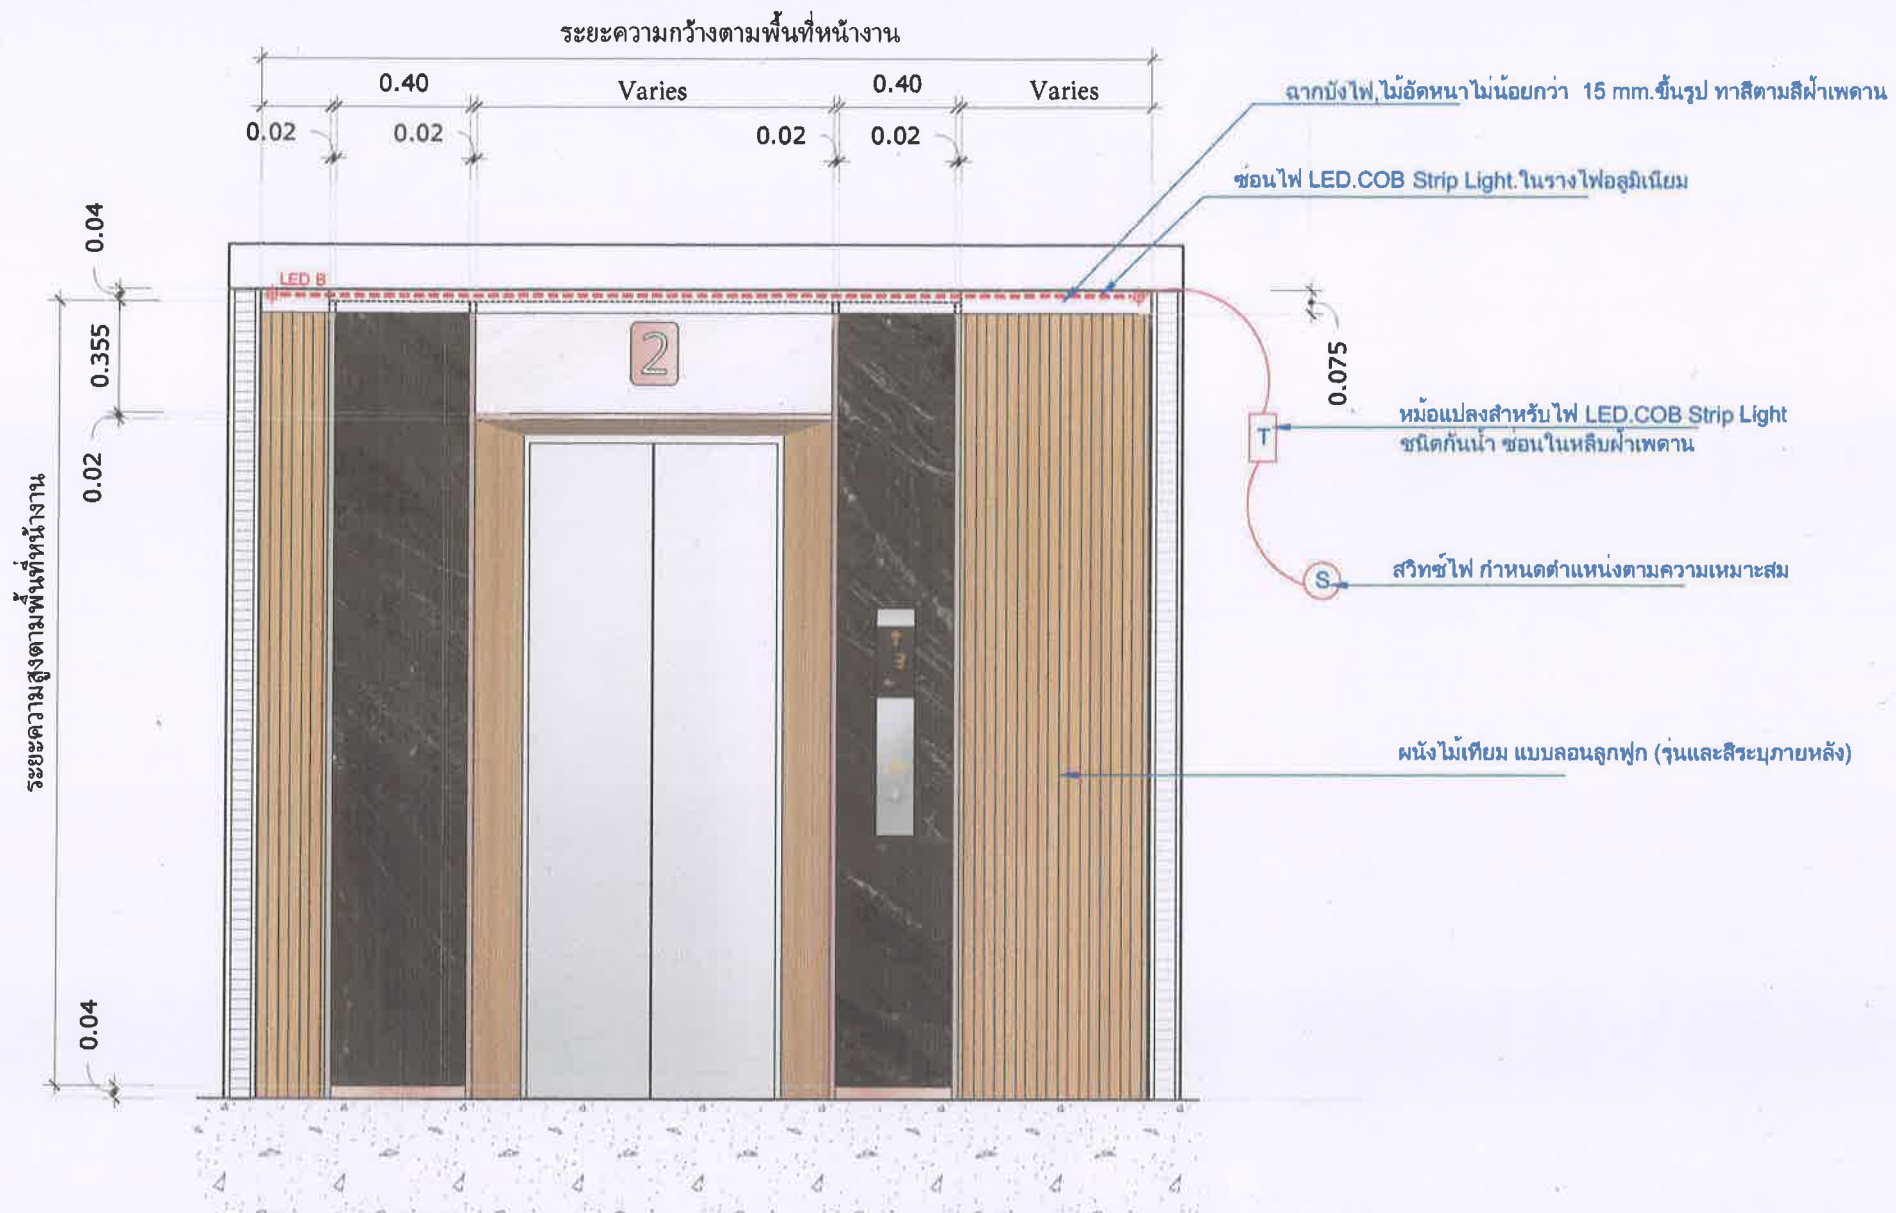 ระยะความกว้างตามพื้นที่หน้างาน
0.40
Varies
0.40
Varies
0.02
0.02
0.02
0.02
ฉากบังไฟ,ไม้อัดหนาไม่น้อยกว่า 15 mm.ขึ้นรูป ทาสีตามสีฝ้าเพดาน
ซ่อนไฟ LED.COB Strip Light.ในรางไฟอลูมิเนียม
0.04
LED B
0.355
2
0.075
หม้อแปลงสำหรับไฟ LED.COB Strip Light
ชนิดกันน้ำ ซ่อนในหลืบฝ้าเพดาน
T
0.02
ระยะความสูงตามพื้นที่หน้างาน
สวิทช์ไฟ กำหนดตำแหน่งตามความเหมาะสม
S
3
ผนังไม้เทียม แบบลอนลูกฟูก (รุ่นและสีระบุภายหลัง)
0.04